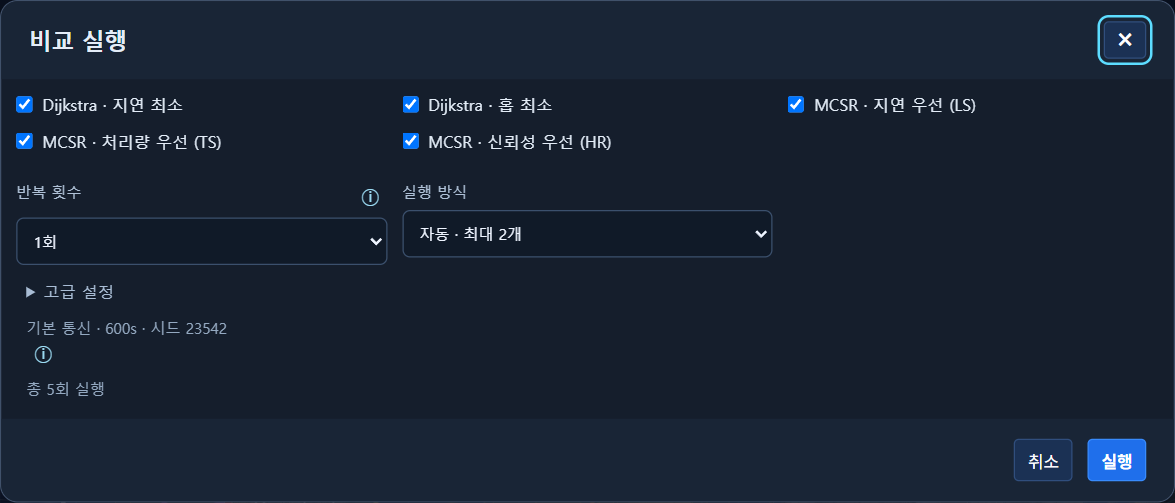 비교 실행
✕
Dijkstra · 지연 최소
Dijkstra · 홉 최소
MCSR · 지연 우선 (LS)
MCSR · 처리량 우선 (TS)
MCSR · 신뢰성 우선 (HR)
반복 횟수
ⓘ
실행 방식
1회
자동 · 최대 2개
▶ 고급 설정
기본 통신 · 600s · 시드 23542
ⓘ
총 5회 실행
취소
실행